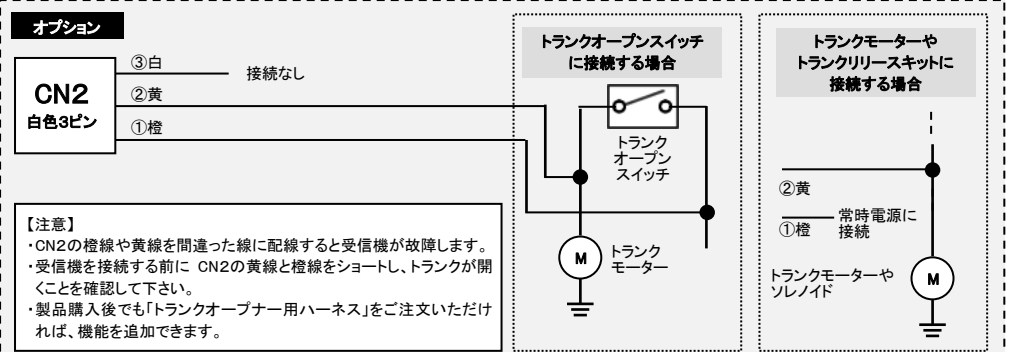 オプション
CN2
白色3ピン
③白
接続なし
②黄
①橙
【注意】
・CN2の橙線や黄線を間違った線に配線すると受信機が故障します。
・受信機を接続する前に CN2の黄線と橙線をショートし、トランクが開
くことを確認して下さい。
・製品購入後でも「トランクオープナー用ハーネス」をご注文いただけ
れば、機能を追加できます。
トランクオープンスイッチ
に接続する場合
トランク
オープン
スイッチ
M
トランク
モーター
トランクモーターや
トランクリリースキットに
接続する場合
②黄
①橙
常時電源に
接続
トランクモーターや
ソレノイド
M